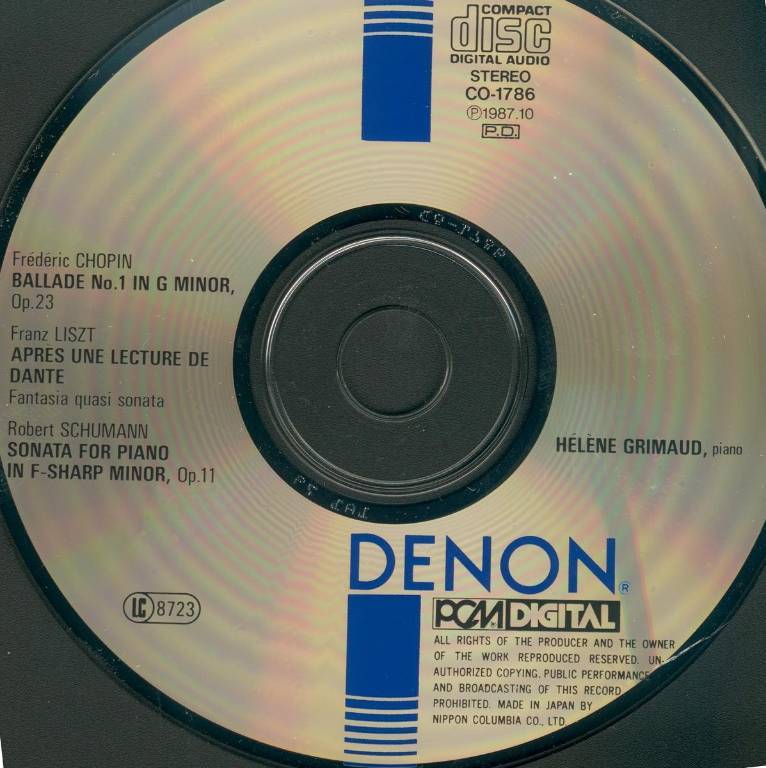 COMPACT
disc
DIGITAL AUDIO
STEREO
CO-1786
Ⓟ1987.10
P.D.
Frédéric CHOPIN
BALLADE No.1 IN G MINOR,
Op.23
Franz LISZT
APRÈS UNE LECTURE DE
DANTE
Fantasia quasi sonata
Robert SCHUMANN
SONATA FOR PIANO
IN F-SHARP MINOR, Op.11
HÉLÈNE GRIMAUD, piano
LC 8723
DENON®
PCM DIGITAL
ALL RIGHTS OF THE PRODUCER AND THE OWNER
OF THE WORK REPRODUCED RESERVED. UN-
AUTHORIZED COPYING, PUBLIC PERFORMANCE
AND BROADCASTING OF THIS RECORD
PROHIBITED. MADE IN JAPAN BY
NIPPON COLUMBIA CO., LTD.